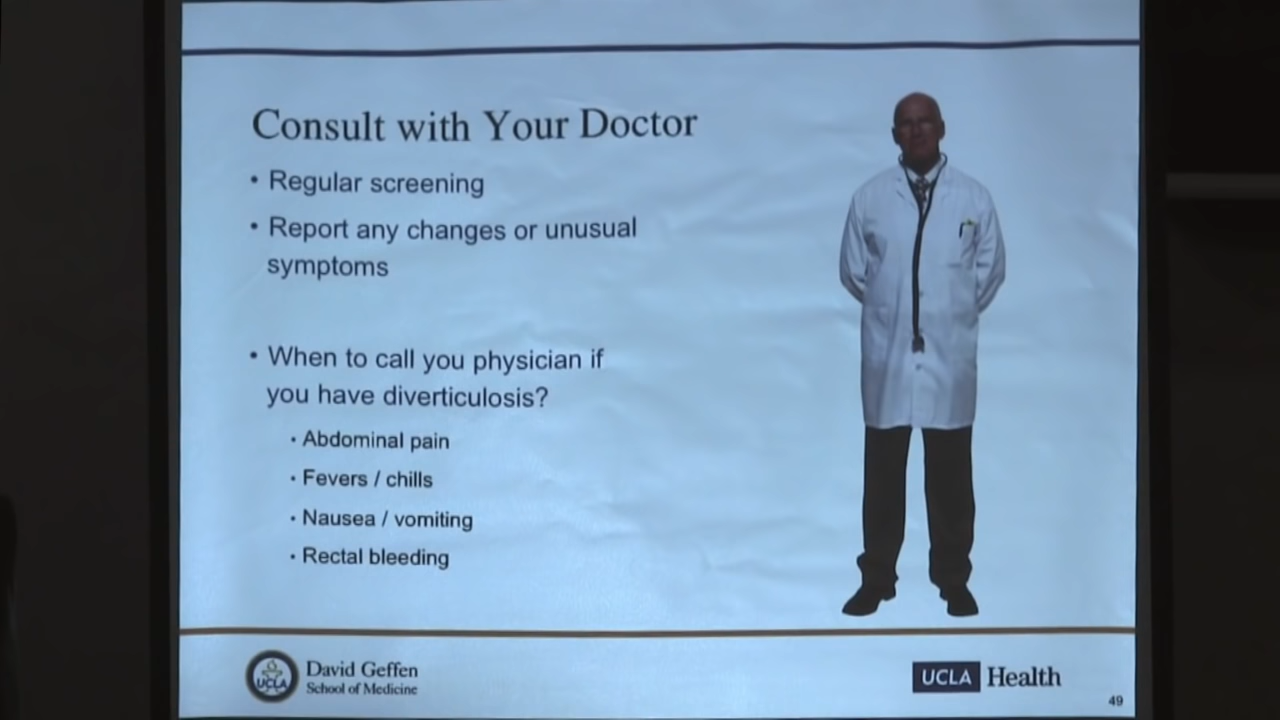 Consult with Your Doctor
• Regular screening
• Report any changes or unusual
symptoms
• When to call you physician if
you have diverticulosis?
• Abdominal pain
• Fevers / chills
• Nausea / vomiting
• Rectal bleeding
UCLA
David Geffen
School of Medicine
UCLA Health
49